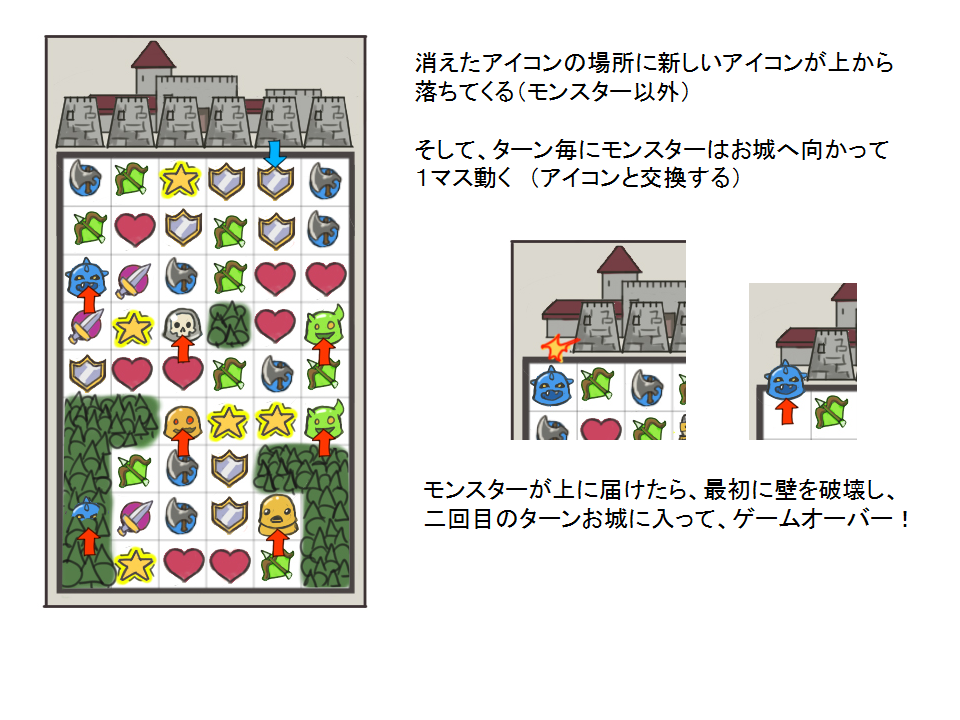 消えたアイコンの場所に新しいアイコンが上から
落ちてくる（モンスター以外）
そして、ターン毎にモンスターはお城へ向かって
１マス動く　（アイコンと交換する）
モンスターが上に届けたら、最初に壁を破壊し、
二回目のターンお城に入って、ゲームオーバー！